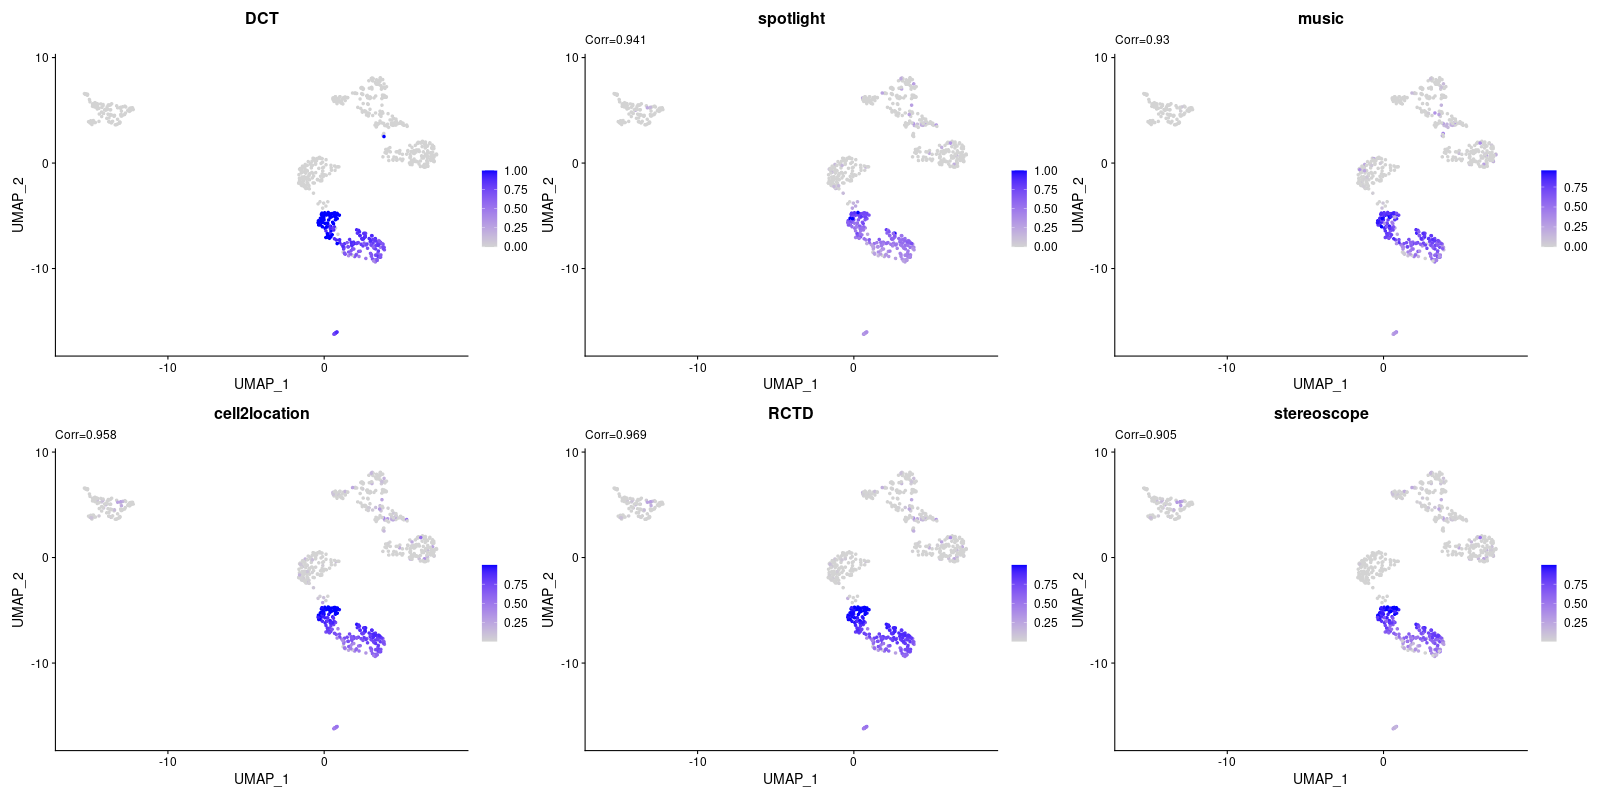 DCT
10
0
-10
UMAP_2
-10
0
UMAP_1
1.00
0.75
0.50
0.25
0.00
spotlight
Corr=0.941
10
0
-10
UMAP_2
-10
0
UMAP_1
1.00
0.75
0.50
0.25
0.00
music
Corr=0.93
10
0
-10
UMAP_2
-10
0
UMAP_1
0.75
0.50
0.25
0.00
cell2location
Corr=0.958
10
0
-10
UMAP_2
-10
0
UMAP_1
0.75
0.50
0.25
RCTD
Corr=0.969
10
0
-10
UMAP_2
-10
0
UMAP_1
0.75
0.50
0.25
stereoscope
Corr=0.905
10
0
-10
UMAP_2
-10
0
UMAP_1
0.75
0.50
0.25